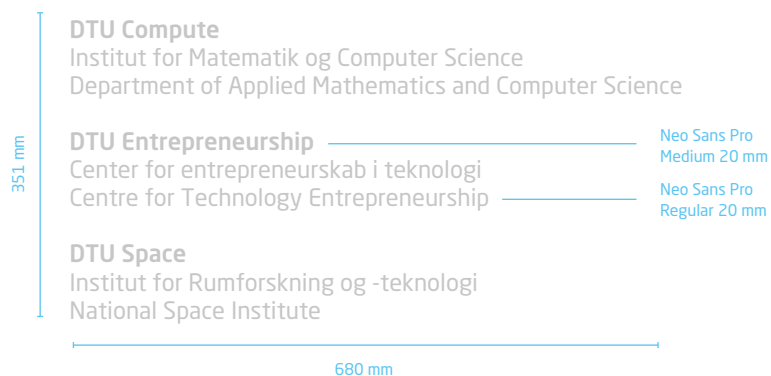 DTU Compute
Institut for Matematik og Computer Science
Department of Applied Mathematics and Computer Science
351 mm
DTU Entrepreneurship
Neo Sans Pro
Medium 20 mm
Center for entrepreneurskab i teknologi
Centre for Technology Entrepreneurship
Neo Sans Pro
Regular 20 mm
DTU Space
Institut for Rumforskning og -teknologi
National Space Institute
680 mm